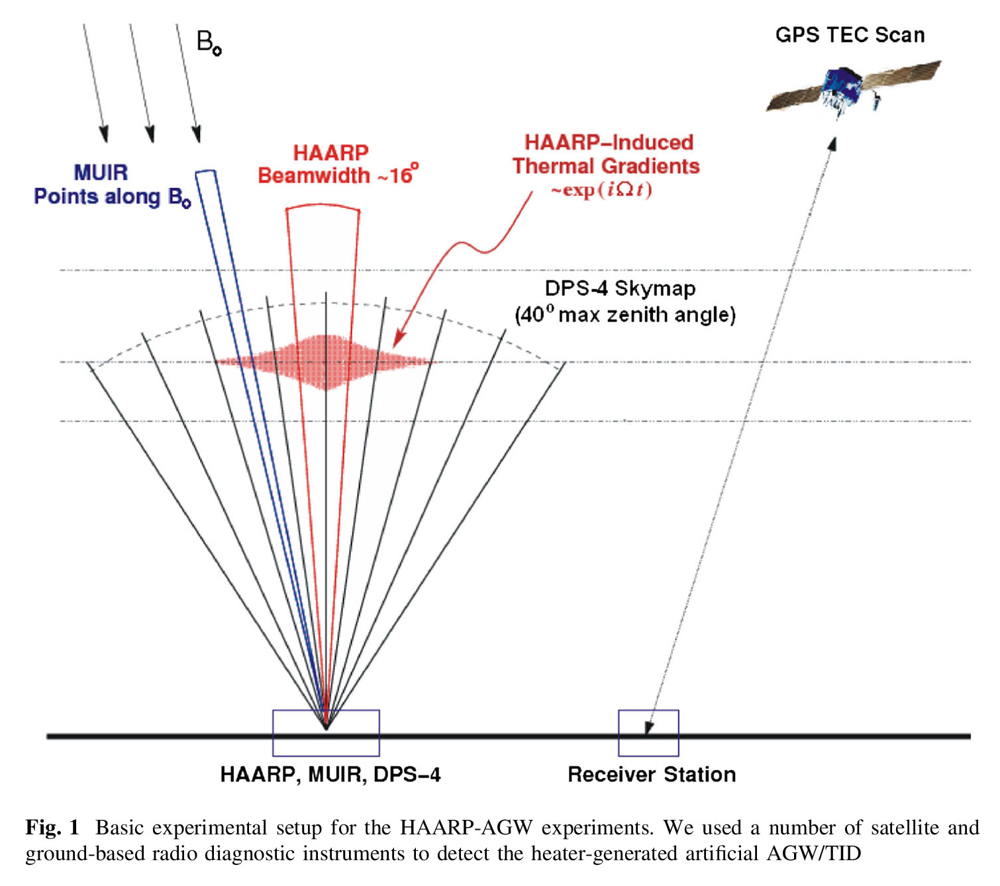 B₀
GPS TEC Scan
MUIR
Points along B₀
HAARP
Beamwidth ~16°
HAARP–Induced
Thermal Gradients
~exp(iΩt)
DPS-4 Skymap
(40° max zenith angle)
HAARP, MUIR, DPS–4
Receiver Station
Fig. 1 Basic experimental setup for the HAARP-AGW experiments. We used a number of satellite and
ground-based radio diagnostic instruments to detect the heater-generated artificial AGW/TID